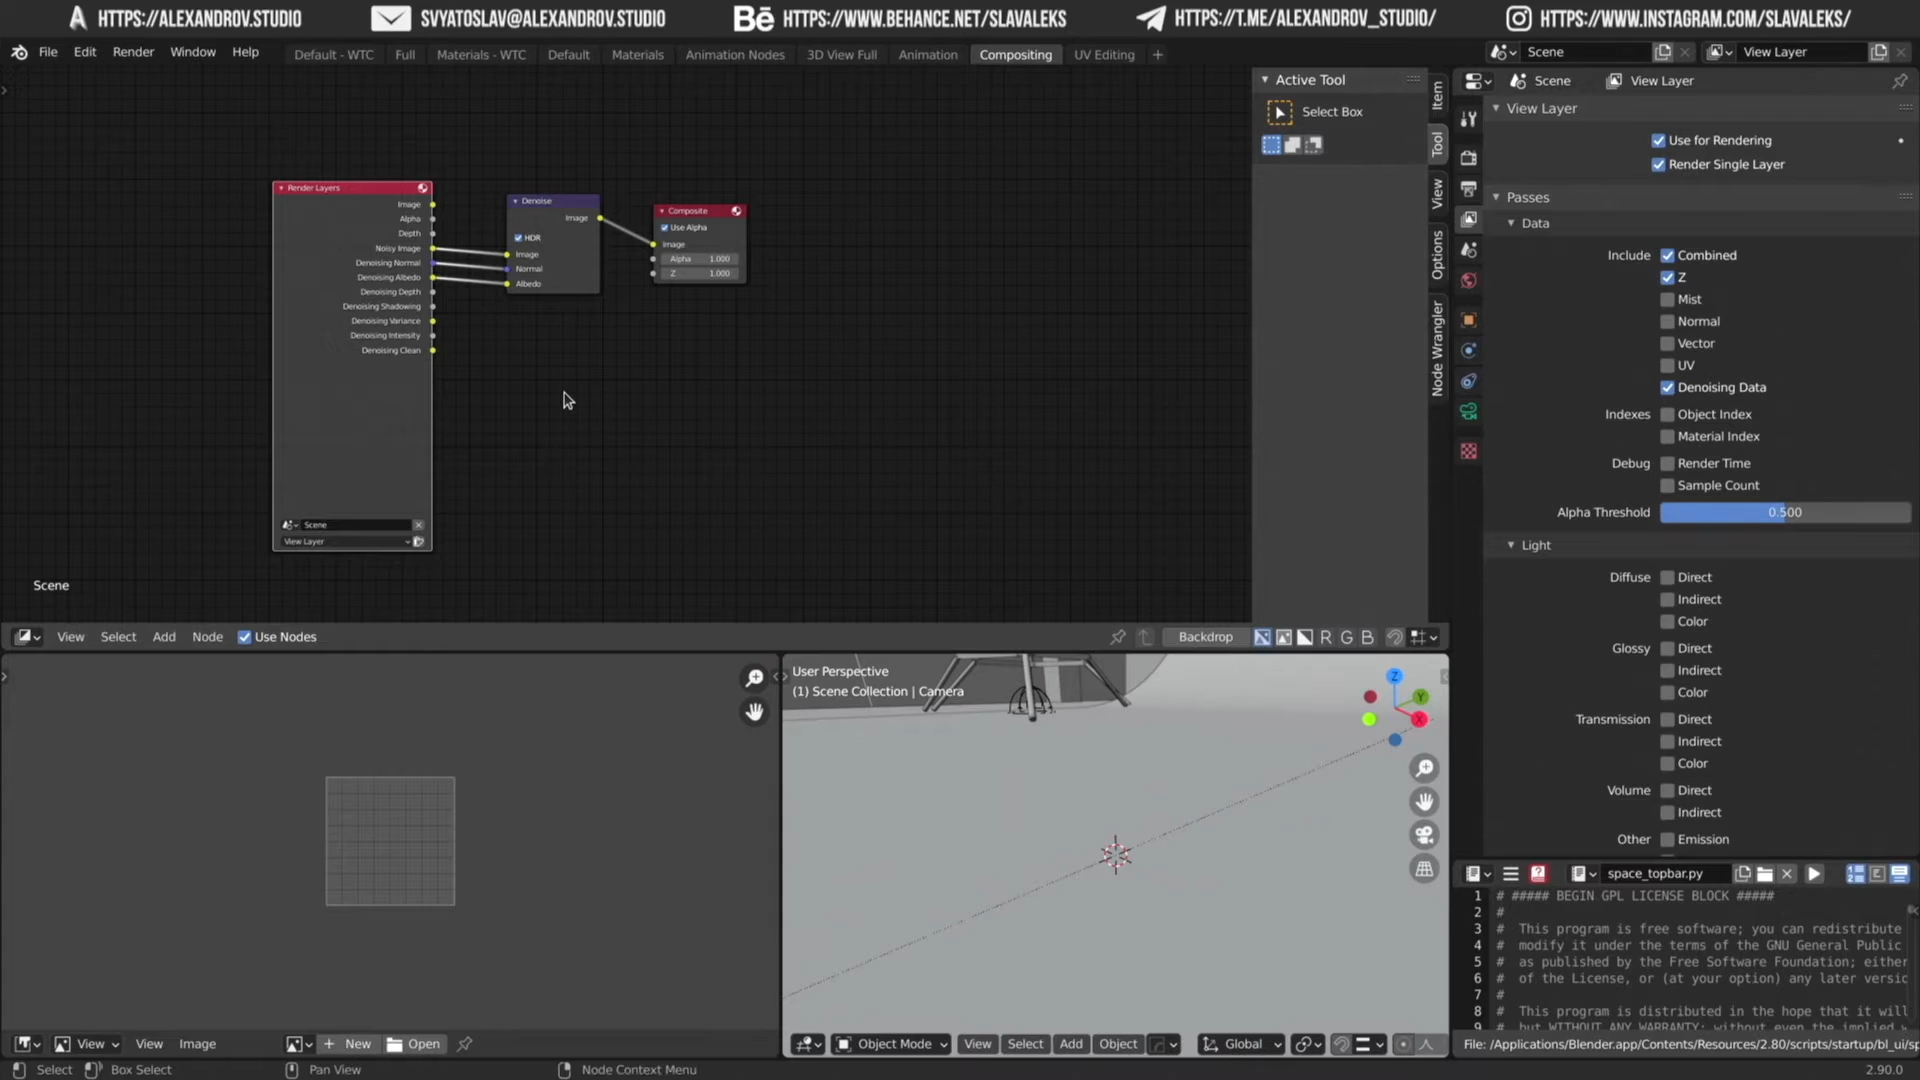 HTTPS://ALEXANDROV.STUDIO SVYATOSLAV@ALEXANDROV.STUDIO Bē HTTPS://WWW.BEHANCE.NET/SLAVALEKS HTTPS://T.ME/ALEXANDROV_STUDIO/ HTTPS://WWW.INSTAGRAM.COM/SLAVALEKS/
File Edit Render Window Help Default - WTC Full Materials - WTC Default Materials Animation Nodes 3D View Full Animation Compositing UV Editing + Scene View Layer
Active Tool
Select Box
Item
Tool
View
Options
Node Wrangler
Render Layers
Image
Alpha
Depth
Noisy Image
Denoising Normal
Denoising Albedo
Denoising Depth
Denoising Shadowing
Denoising Variance
Denoising Intensity
Denoising Clean
Scene
View Layer
Denoise
Image
HDR
Image
Normal
Albedo
Composite
Use Alpha
Image
Alpha 1.000
Z 1.000
Scene
View Select Add Node Use Nodes Backdrop R G B
Scene View Layer
View Layer
Use for Rendering
Render Single Layer
Passes
Data
Include Combined
Z
Mist
Normal
Vector
UV
Denoising Data
Indexes Object Index
Material Index
Debug Render Time
Sample Count
Alpha Threshold 0.500
Light
Diffuse Direct
Indirect
Color
Glossy Direct
Indirect
Color
Transmission Direct
Indirect
Color
Volume Direct
Indirect
Other Emission
User Perspective
(1) Scene Collection | Camera
Z
Y
X
View View Image + New Open
Object Mode View Select Add Object Global
space_topbar.py
1 # ##### BEGIN GPL LICENSE BLOCK #####
2 #
3 # This program is free software; you can redistribute
4 # modify it under the terms of the GNU General Public
5 # as published by the Free Software Foundation; either
6 # of the License, or (at your option) any later versic
7 #
8 # This program is distributed in the hope that it will
9 # but WITHOUT ANY WARRANTY; without even the implied
File: /Applications/Blender.app/Contents/Resources/2.80/scripts/startup/bl_ui/sp
Select Box Select Pan View Node Context Menu 2.90.0